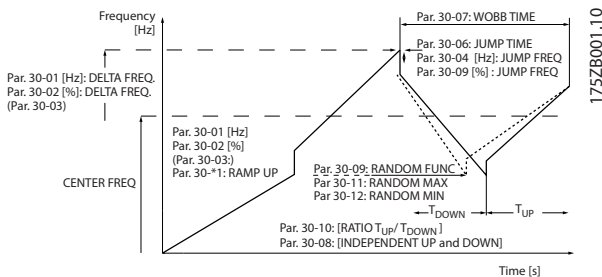 Frequency
[Hz]
Par. 30-07: WOBB TIME
Par. 30-06: JUMP TIME
Par. 30-04 [Hz]: JUMP FREQ
Par. 30-09 [%] : JUMP FREQ
Par. 30-01 [Hz]: DELTA FREQ.
Par. 30-02 [%]: DELTA FREQ.
(Par. 30-03)
Par. 30-01 [Hz]
Par. 30-02 [%]
(Par. 30-03:)
Par. 30-*1: RAMP UP
CENTER FREQ
Par. 30-09: RANDOM FUNC
Par 30-11: RANDOM MAX
Par 30-12: RANDOM MIN
TDOWN
TUP
Par. 30-10: [RATIO TUP/ TDOWN ]
Par. 30-08: [INDEPENDENT UP and DOWN]
Time [s]
175ZB001.10